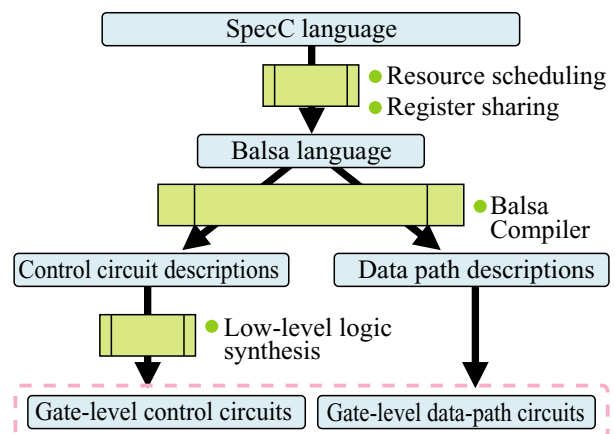 SpecC language
Resource scheduling
Register sharing
Balsa language
Balsa
Compiler
Control circuit descriptions
Data path descriptions
Low-level logic
synthesis
Gate-level control circuits
Gate-level data-path circuits